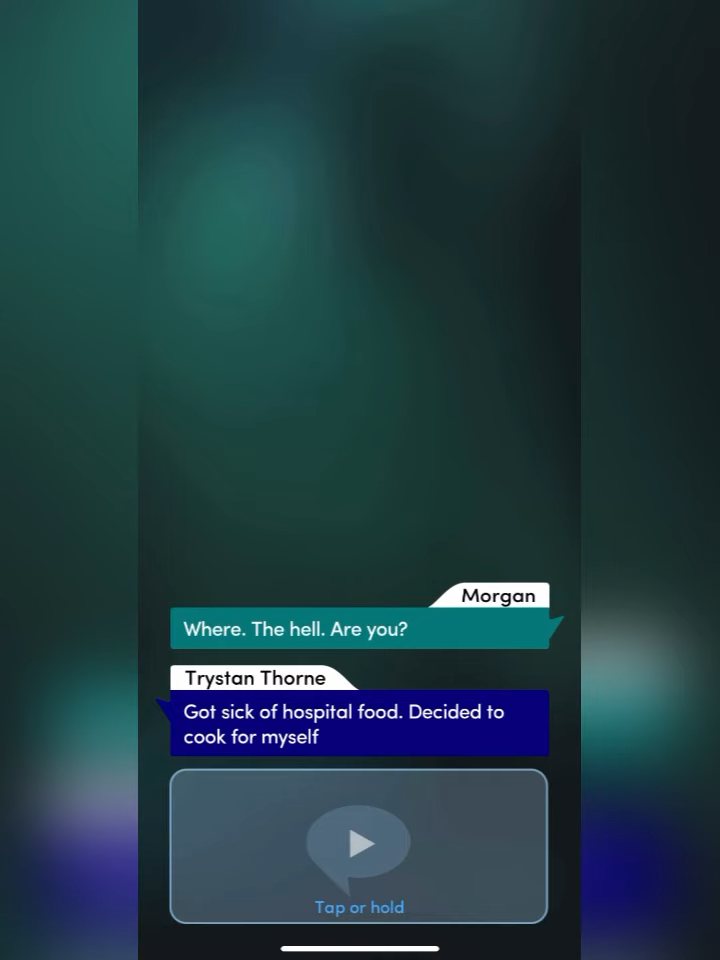 Morgan
Where. The hell. Are you?
Trystan Thorne
Got sick of hospital food. Decided to
cook for myself
Tap or hold